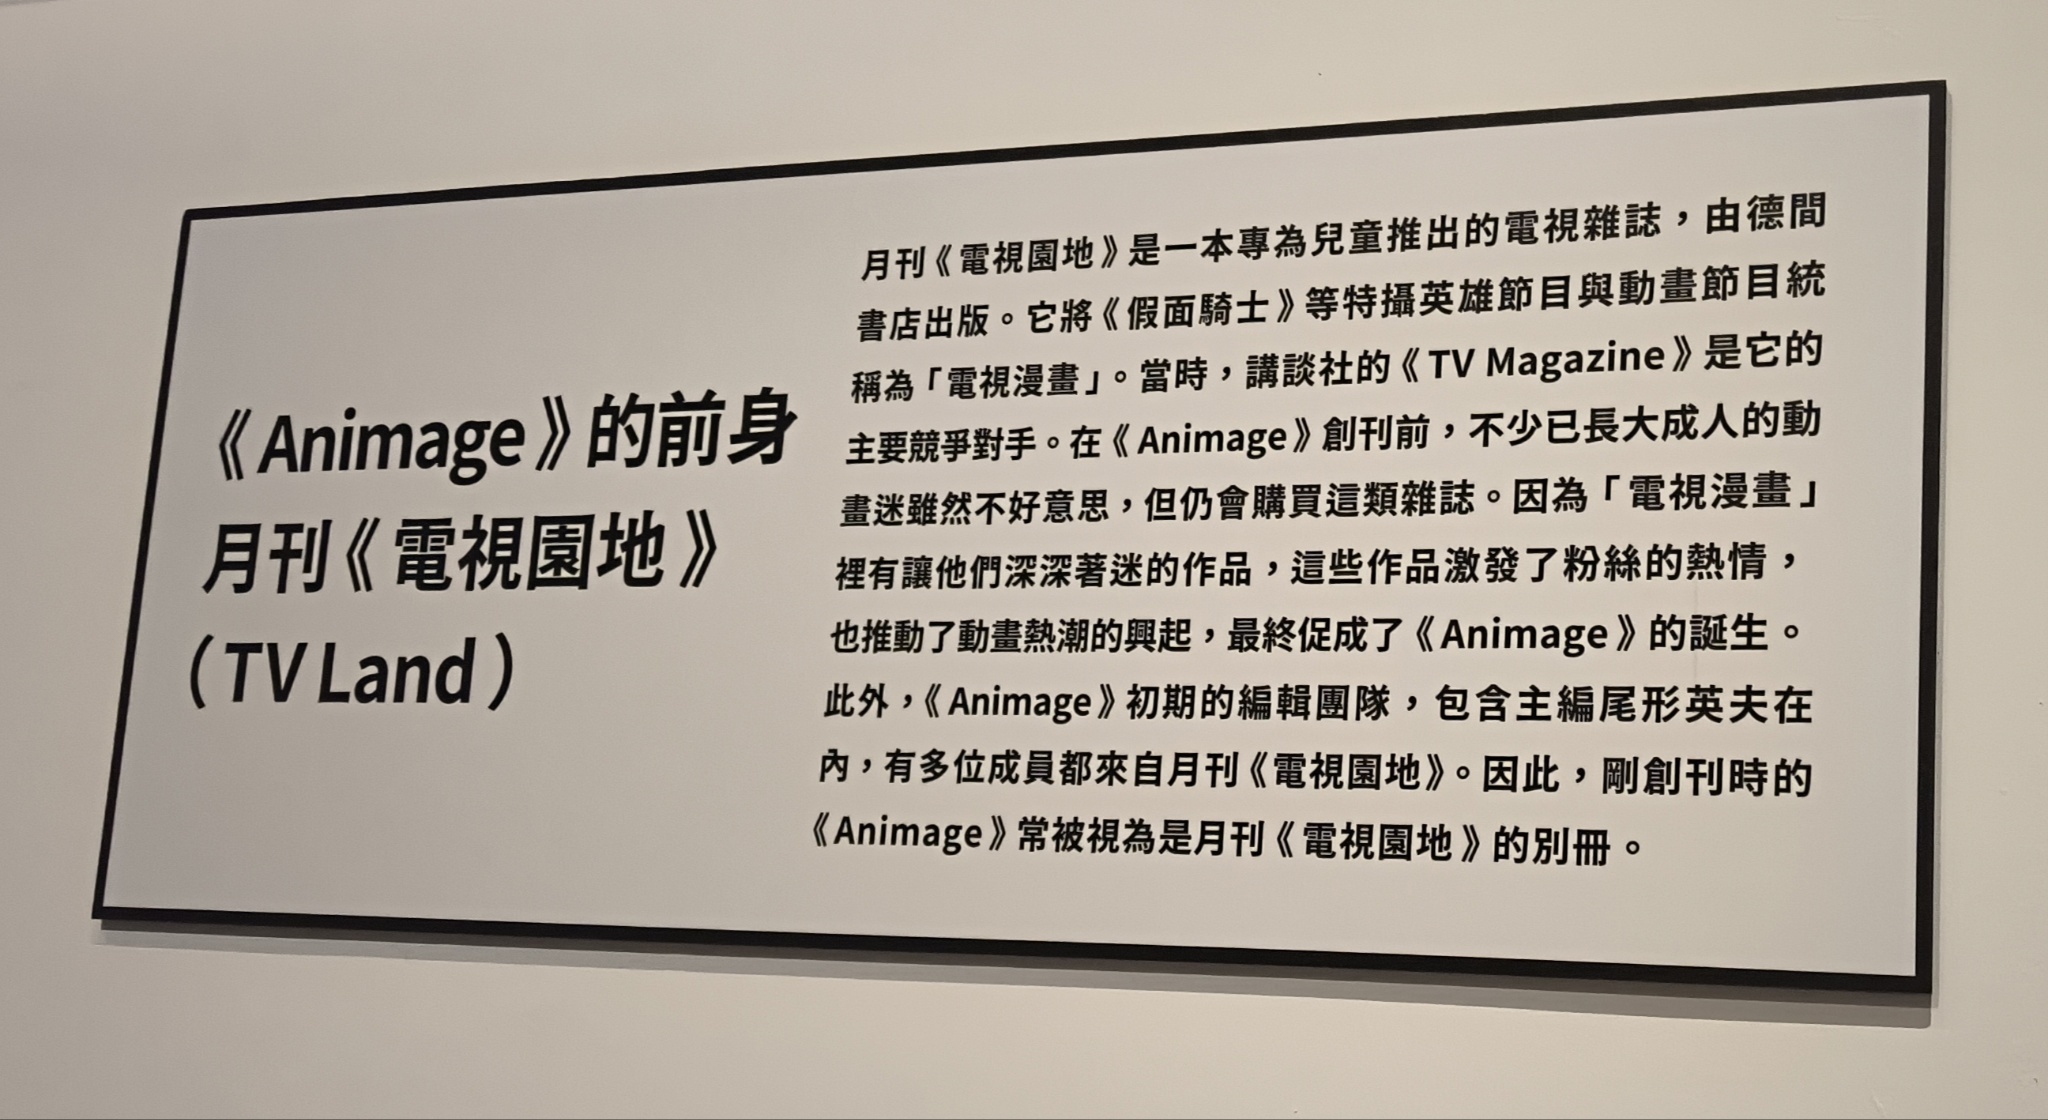 《Animage》的前身
月刊《電視園地》
（TV Land）
月刊《電視園地》是一本專為兒童推出的電視雜誌，由德間
書店出版。它將《假面騎士》等特攝英雄節目與動畫節目統
稱為「電視漫畫」。當時，講談社的《TV Magazine》是它的
主要競爭對手。在《Animage》創刊前，不少已長大成人的動
畫迷雖然不好意思，但仍會購買這類雜誌。因為「電視漫畫」
裡有讓他們深深著迷的作品，這些作品激發了粉絲的熱情，
也推動了動畫熱潮的興起，最終促成了《Animage》的誕生。
此外，《Animage》初期的編輯團隊，包含主編尾形英夫在
內，有多位成員都來自月刊《電視園地》。因此，剛創刊時的
《Animage》常被視為是月刊《電視園地》的別冊。